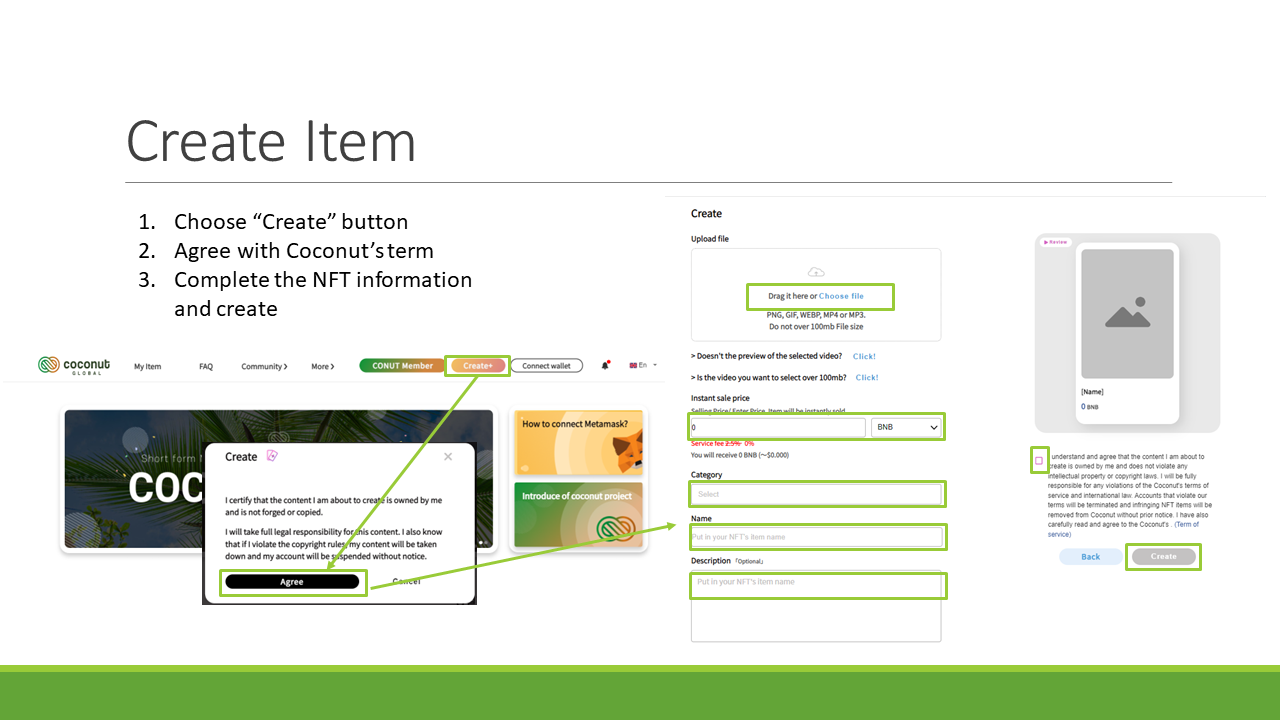 Create Item
1. Choose “Create” button
2. Agree with Coconut’s term
3. Complete the NFT information
and create
coconut
GLOBAL
My Item
FAQ
Community
More
CONUT Member
Create+
Connect wallet
En
Short form
COC
How to connect Metamask?
Introduce of coconut project
Create
I certify that the content I am about to create is owned by me
and is not forged or copied.
I will take full legal responsibility for this content. I also know
that if I violate the copyright rules, my content will be taken
down and my account will be suspended without notice.
Agree
Cancel
Create
Upload file
Drag it here or Choose file
PNG, GIF, WEBP, MP4 or MP3.
Do not over 100mb File size
> Doesn't the preview of the selected video? Click!
> Is the video you want to select over 100mb? Click!
Instant sale price
Selling Price/ Enter Price, Item will be instantly sold
0
BNB
Service fee 2.5% 0%
You will receive 0 BNB (～$0.000)
Category
Select
Name
Put in your NFT's item name
Description 「Optional」
Put in your NFT's item name
Review
[Name]
0 BNB
understand and agree that the content I am about to
create is owned by me and does not violate any
intellectual property or copyright laws. I will be fully
responsible for any violations of the Coconut's terms of
service and international law. Accounts that violate our
terms will be terminated and infringing NFT items will be
removed from Coconut without prior notice. I have also
carefully read and agree to the Coconut's . (Term of
service)
Back
Create